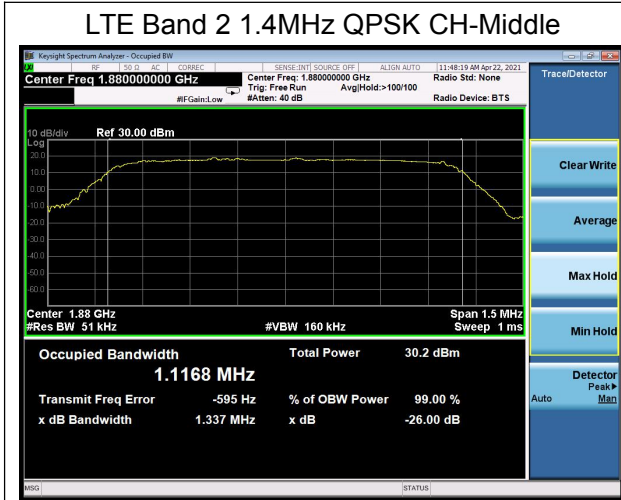 LTE Band 2 1.4MHz QPSK CH-Middle
Keysight Spectrum Analyzer - Occupied BW
RF 50 Ω AC CORREC SENSE:INT SOURCE OFF ALIGN AUTO 11:48:19 AM Apr 22, 2021
Center Freq 1.880000000 GHz
Center Freq: 1.880000000 GHz
Radio Std: None
Trace/Detector
Trig: Free Run Avg|Hold:>100/100
#IFGain:Low
#Atten: 40 dB
Radio Device: BTS
10 dB/div Ref 30.00 dBm
Log
20.0
10.0
0.00
-10.0
-20.0
-30.0
-40.0
-50.0
-60.0
Clear Write
Average
Max Hold
Min Hold
Center 1.88 GHz Span 1.5 MHz
#Res BW 51 kHz #VBW 160 kHz Sweep 1 ms
Occupied Bandwidth Total Power 30.2 dBm
1.1168 MHz
Transmit Freq Error -595 Hz % of OBW Power 99.00 %
x dB Bandwidth 1.337 MHz x dB -26.00 dB
Detector
Peak▶
Auto Man
MSG STATUS